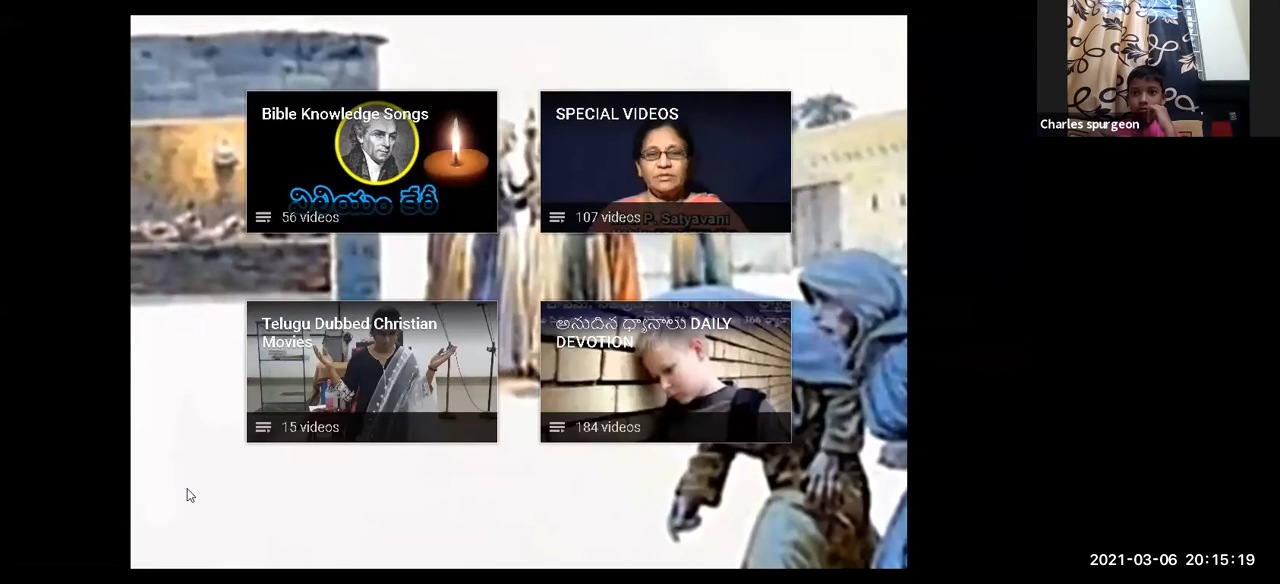 Bible Knowledge Songs
విలియం కేరీ
56 videos
SPECIAL VIDEOS
P. Satyavani
107 videos
Telugu Dubbed Christian
Movies
15 videos
అనుదిన ధ్యానాలు DAILY
DEVOTION
184 videos
Charles spurgeon
2021-03-06 20:15:19